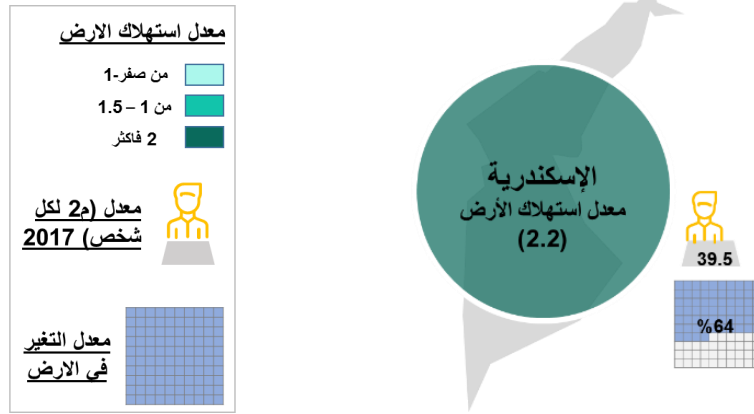 معدل استهلاك الارض
من صفر-1
من 1 – 1.5
2 فاكثر
معدل (م2 لكل
شخص) 2017
معدل التغير
في الارض
الإسكندرية
معدل استهلاك الأرض
(2.2)
39.5
%64